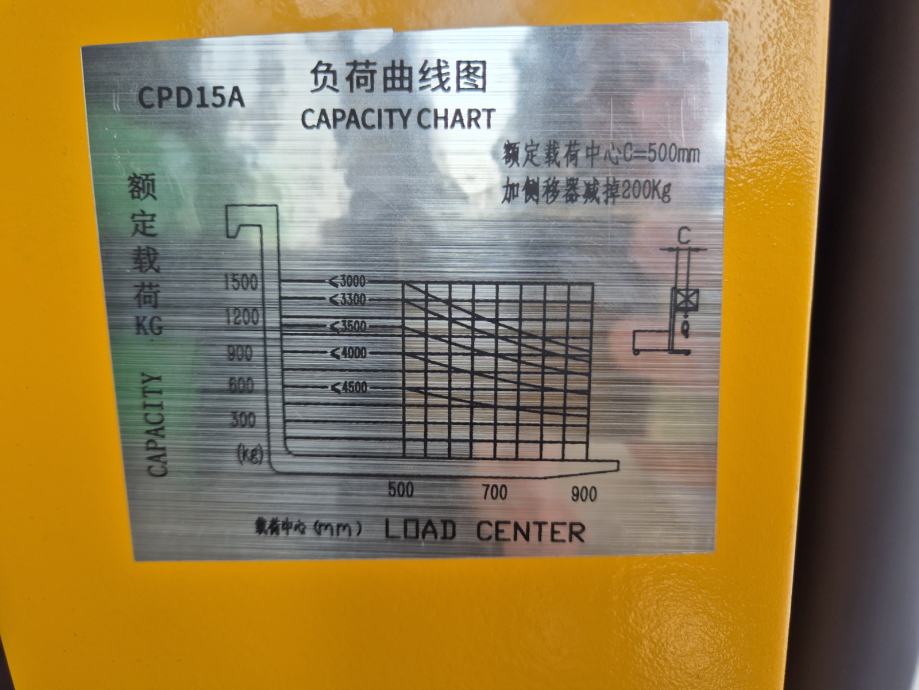 负荷曲线图
CPD15A
CAPACITY CHART
额定载荷中心C=500mm
加侧移器减掉200Kg
额定载荷KG
CAPACITY
C
1500
1200
900
600
300
(kg)
≤3000
≤3300
≤3500
≤4000
≤4500
500 700 900
载荷中心(mm) LOAD CENTER